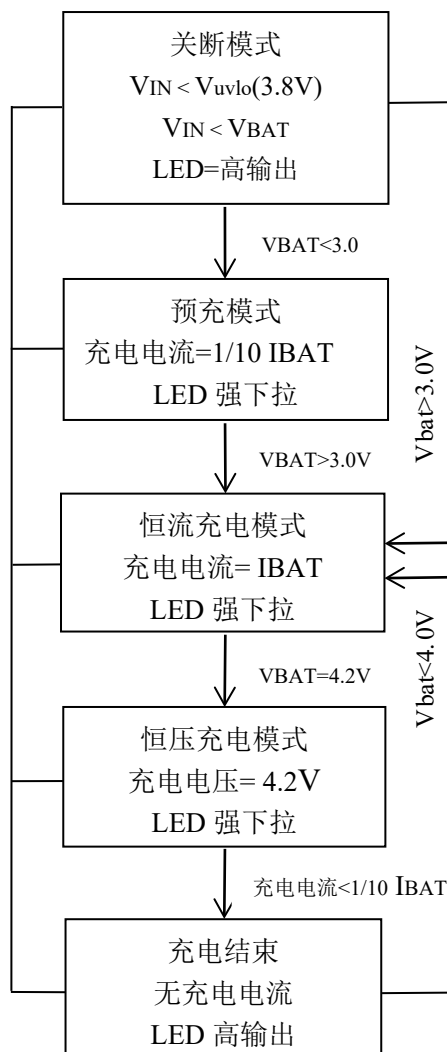 关断模式
VIN < Vuvlo(3.8V)
VIN < VBAT
LED=高输出
VBAT<3.0
预充模式
充电电流=1/10 IBAT
LED 强下拉
Vbat>3.0V
VBAT>3.0V
恒流充电模式
充电电流= IBAT
LED 强下拉
Vbat<4.0V
VBAT=4.2V
恒压充电模式
充电电压= 4.2V
LED 强下拉
充电电流<1/10 IBAT
充电结束
无充电电流
LED 高输出